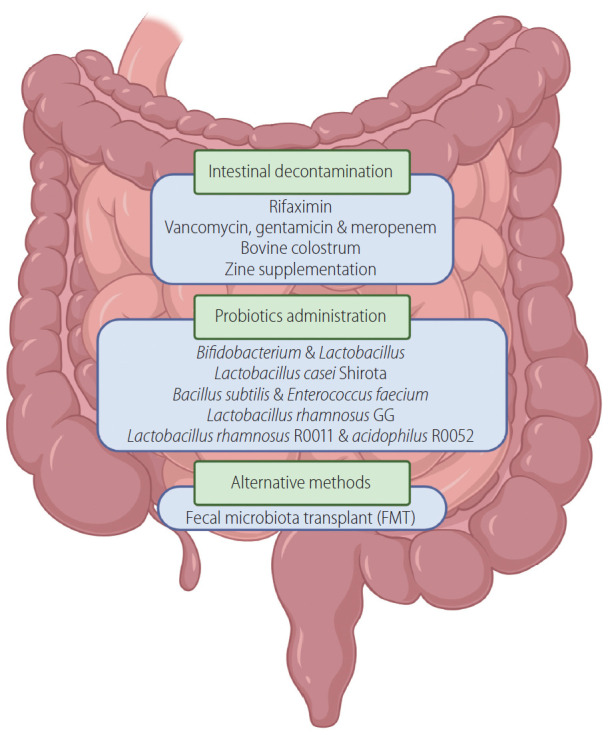 Intestinal decontamination
Rifaximin
Vancomycin, gentamicin & meropenem
Bovine colostrum
Zine supplementation
Probiotics administration
Bifidobacterium & Lactobacillus
Lactobacillus casei Shirota
Bacillus subtilis & Enterococcus faecium
Lactobacillus rhamnosus GG
Lactobacillus rhamnosus R0011 & acidophilus R0052
Alternative methods
Fecal microbiota transplant (FMT)